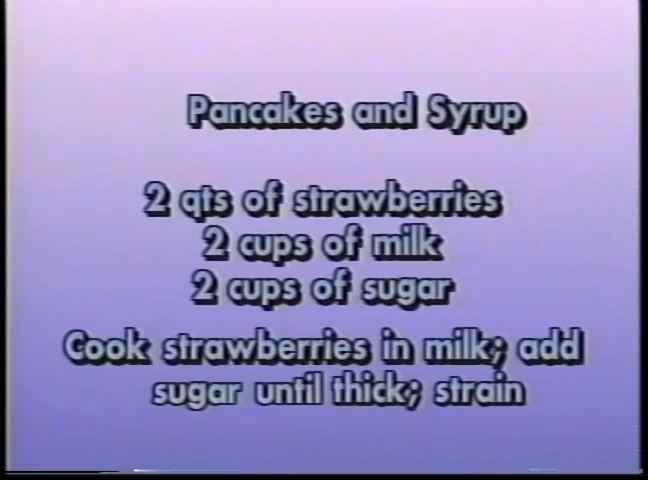 Pancakes and Syrup
2 qts of strawberries
2 cups of milk
2 cups of sugar
Cook strawberries in milk; add
sugar until thick; strain